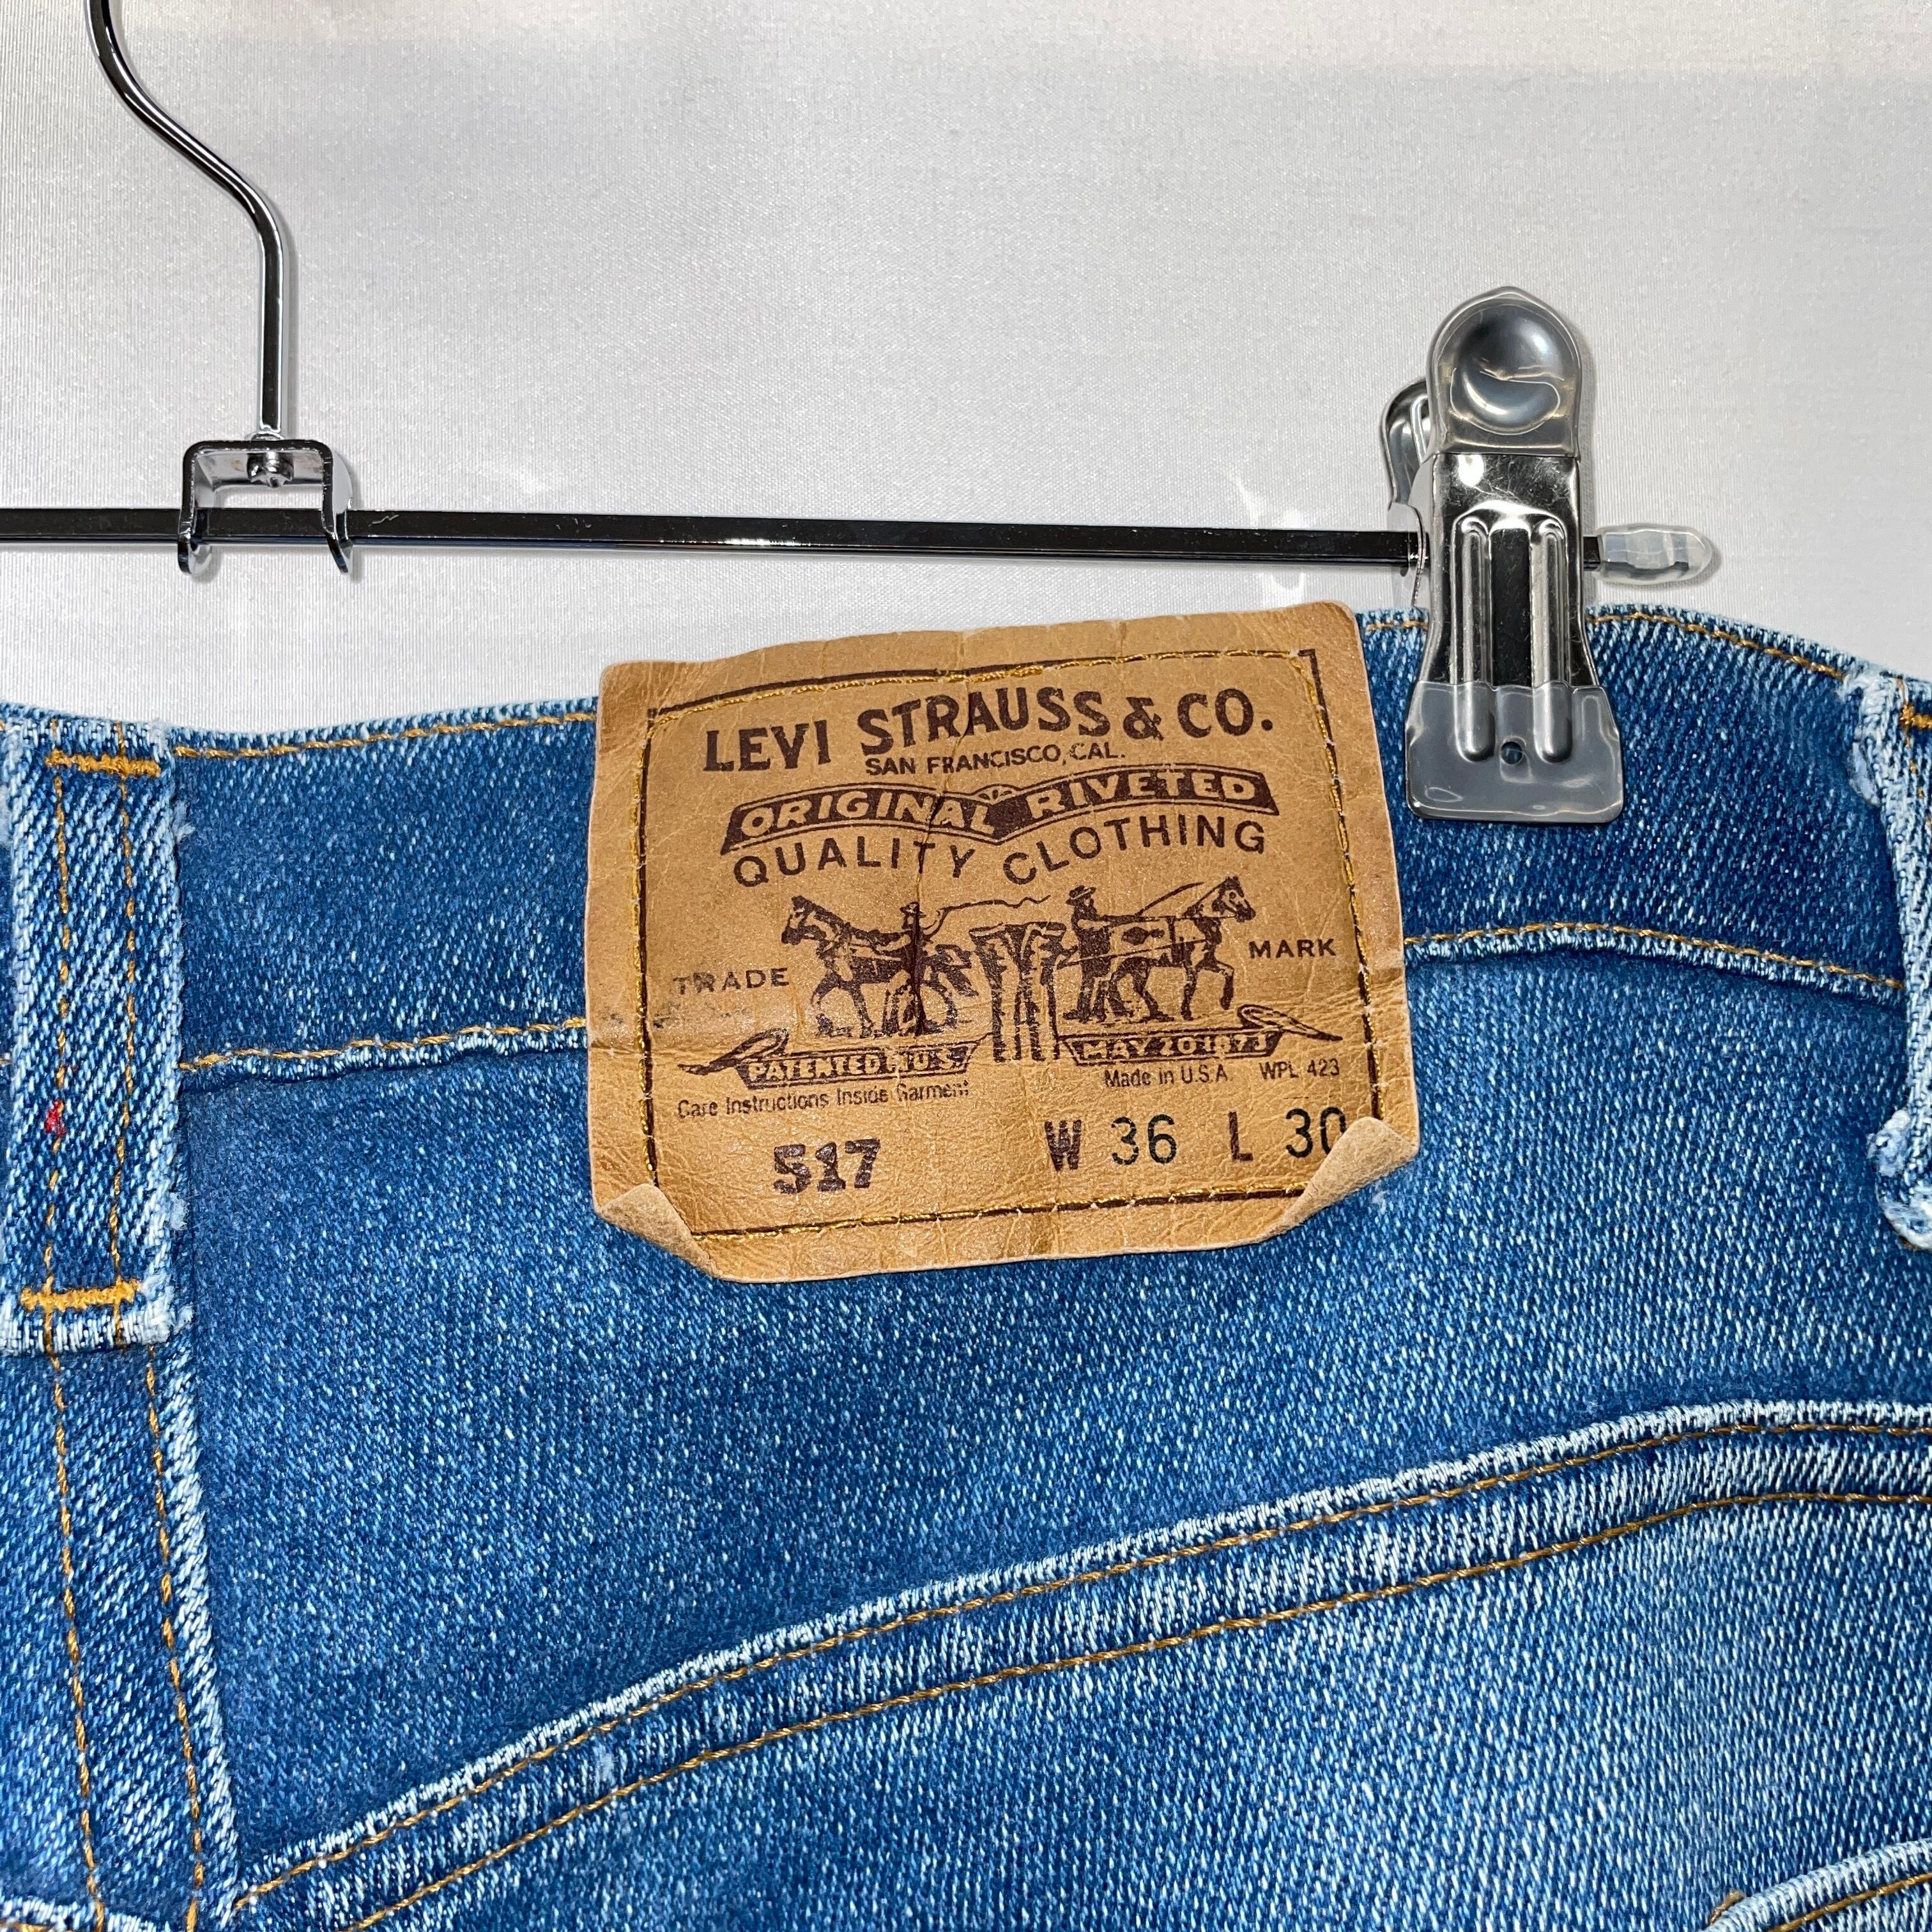 LEVI STRAUSS & CO.
SAN FRANCISCO, CAL.
ORIGINAL RIVETED
QUALITY CLOTHING
TRADE MARK
PATENTED IN U.S. MAY 20 1873
Made in U.S.A. WPL 423
Care Instructions Inside Garment
517 W 36 L 30